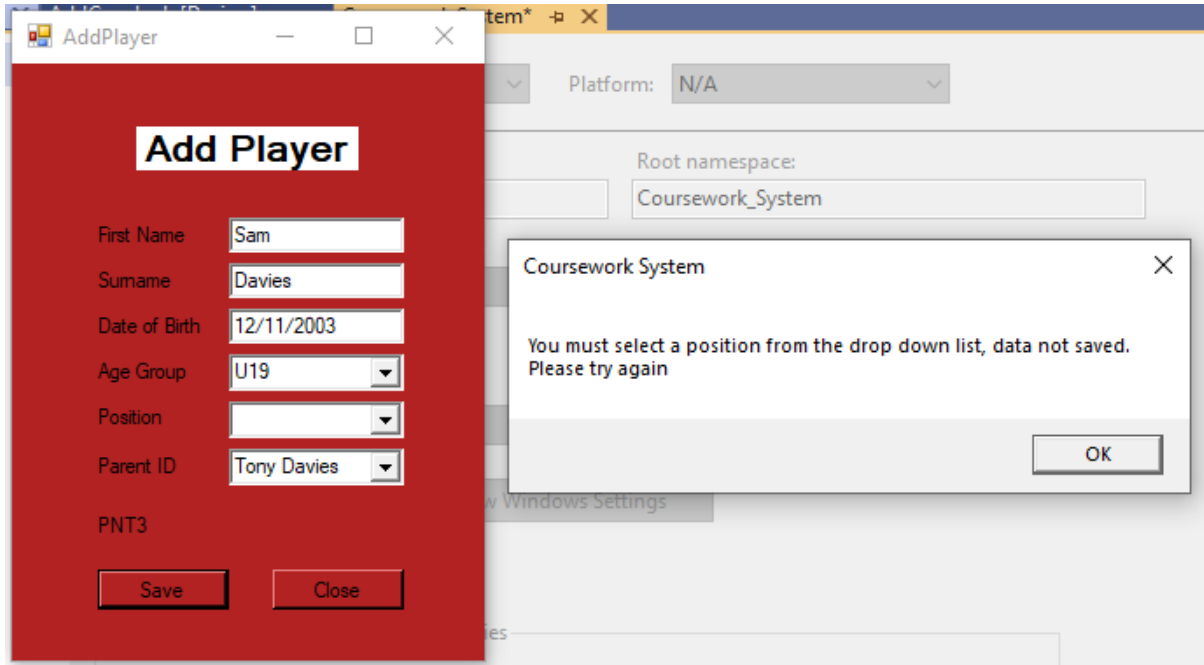 AddPlayer
tem*
Platform: N/A
Add Player
Root namespace:
Coursework_System
First Name Sam
Surname Davies
Date of Birth 12/11/2003
Age Group U19
Position
Parent ID Tony Davies
PNT3
Save Close
Coursework System
You must select a position from the drop down list, data not saved.
Please try again
OK
w Windows Settings
ies